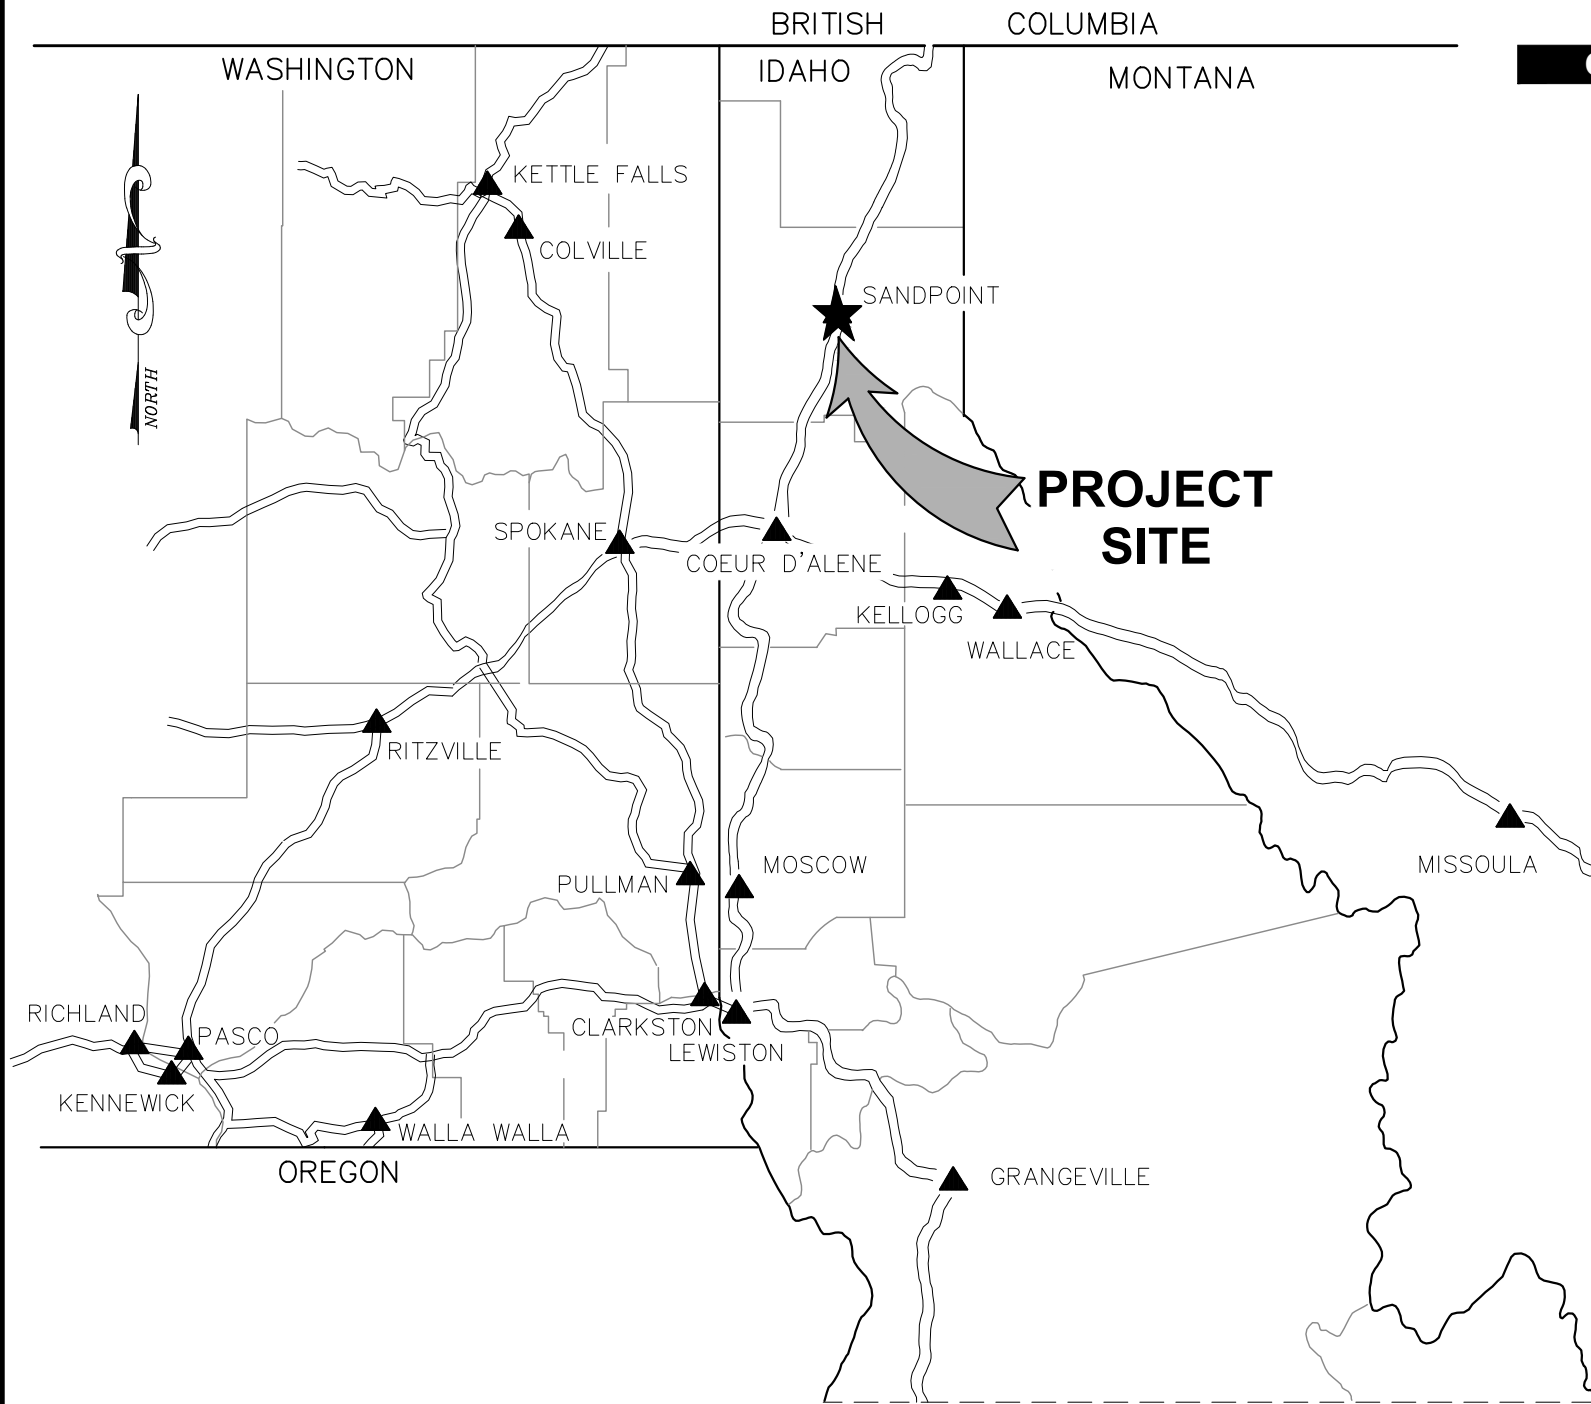 BRITISH COLUMBIA
WASHINGTON
IDAHO
MONTANA
KETTLE FALLS
COLVILLE
SANDPOINT
NORTH
PROJECT
SITE
SPOKANE
COEUR D'ALENE
KELLOGG
WALLACE
RITZVILLE
MISSOULA
MOSCOW
PULLMAN
RICHLAND
PASCO
CLARKSTON
LEWISTON
KENNEWICK
WALLA WALLA
OREGON
GRANGEVILLE